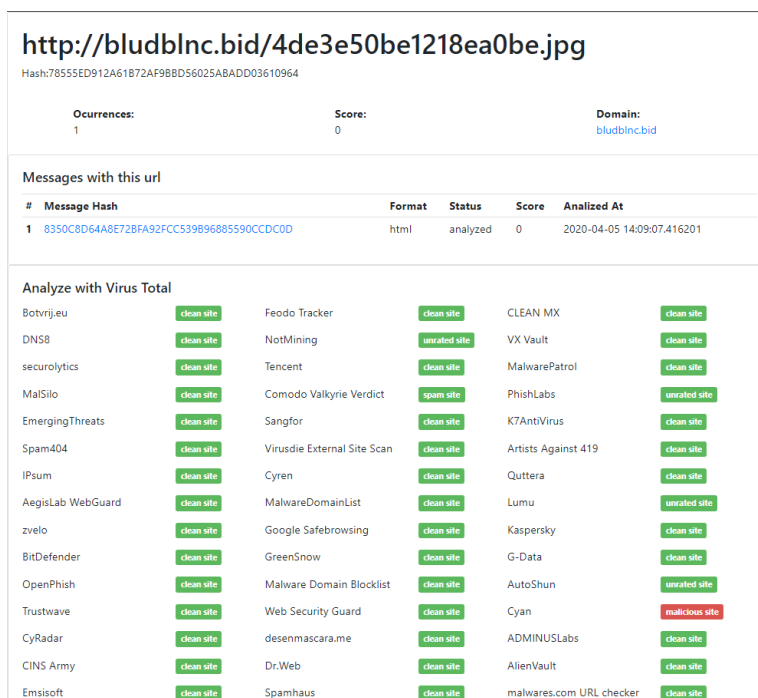 http://bludblnc.bid/4de3e50be1218ea0be.jpg
Hash:78555ED912A61B72AF9BBD56025ABADD03610964
Ocurrences: Score: Domain:
1 0 bludblnc.bid
Messages with this url
# Message Hash Format Status Score Analized At
1 8350C8D64A8E72BFA92FCC539B96885590CCDC0D html analyzed 0 2020-04-05 14:09:07.416201
Analyze with Virus Total
Botvrij.eu clean site Feodo Tracker clean site CLEAN MX clean site
DNS8 clean site NotMining unrated site VX Vault clean site
securolytics clean site Tencent clean site MalwarePatrol clean site
MalSilo clean site Comodo Valkyrie Verdict spam site PhishLabs unrated site
EmergingThreats clean site Sangfor clean site K7AntiVirus clean site
Spam404 clean site Virusdie External Site Scan clean site Artists Against 419 clean site
IPsum clean site Cyren clean site Quttera clean site
AegisLab WebGuard clean site MalwareDomainList clean site Lumu unrated site
zvelo clean site Google Safebrowsing clean site Kaspersky clean site
BitDefender clean site GreenSnow clean site G-Data clean site
OpenPhish clean site Malware Domain Blocklist clean site AutoShun unrated site
Trustwave clean site Web Security Guard clean site Cyan malicious site
CyRadar clean site desenmascara.me clean site ADMINUSLabs clean site
CINS Army clean site Dr.Web clean site AlienVault clean site
Emsisoft clean site Spamhaus clean site malwares.com URL checker clean site